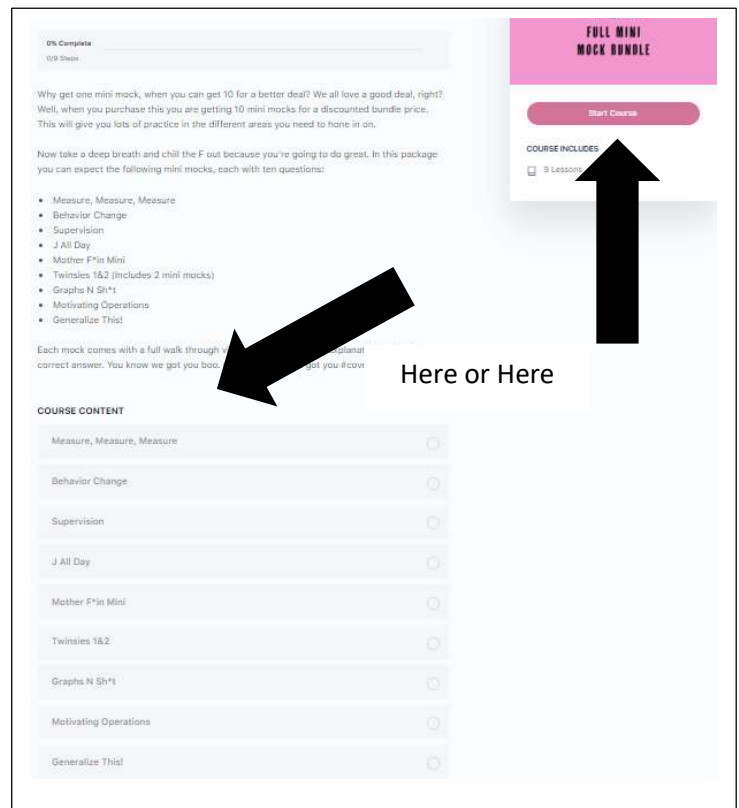 0% Complete
0/9 Steps
FULL MINI
MOCK BUNDLE
Why get one mini mock, when you can get 10 for a better deal? We all love a good deal, right?
Well, when you purchase this you are getting 10 mini mocks for a discounted bundle price.
This will give you lots of practice in the different areas you need to hone in on.
Start Course
COURSE INCLUDES
9 Lessons
Now take a deep breath and chill the F out because you're going to do great. In this package
you can expect the following mini mocks, each with ten questions:
• Measure, Measure, Measure
• Behavior Change
• Supervision
• J All Day
• Mother F*in Mini
• Twinsies 1&2 (Includes 2 mini mocks)
• Graphs N Sh*t
• Motivating Operations
• Generalize This!
Each mock comes with a full walk through
correct answer. You know we got you boo. got you
Here or Here
COURSE CONTENT
Measure, Measure, Measure
Behavior Change
Supervision
J All Day
Mother F*in Mini
Twinsies 1&2
Graphs N Sh*t
Motivating Operations
Generalize This!